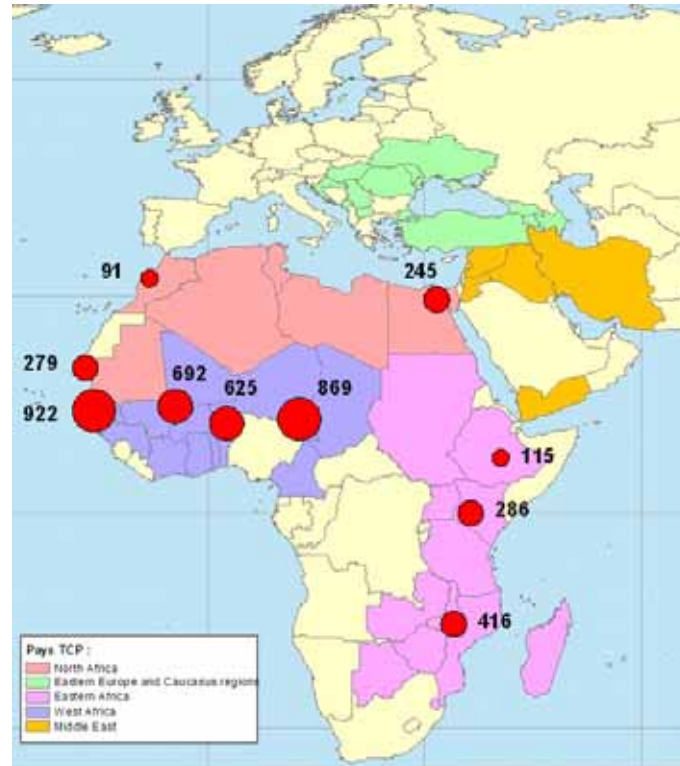 91
245
279
692
625
869
922
115
286
416
Pays TCP :
North Africa
Eastern Europe and Caucasus regions
Eastern Africa
West Africa
Middle East